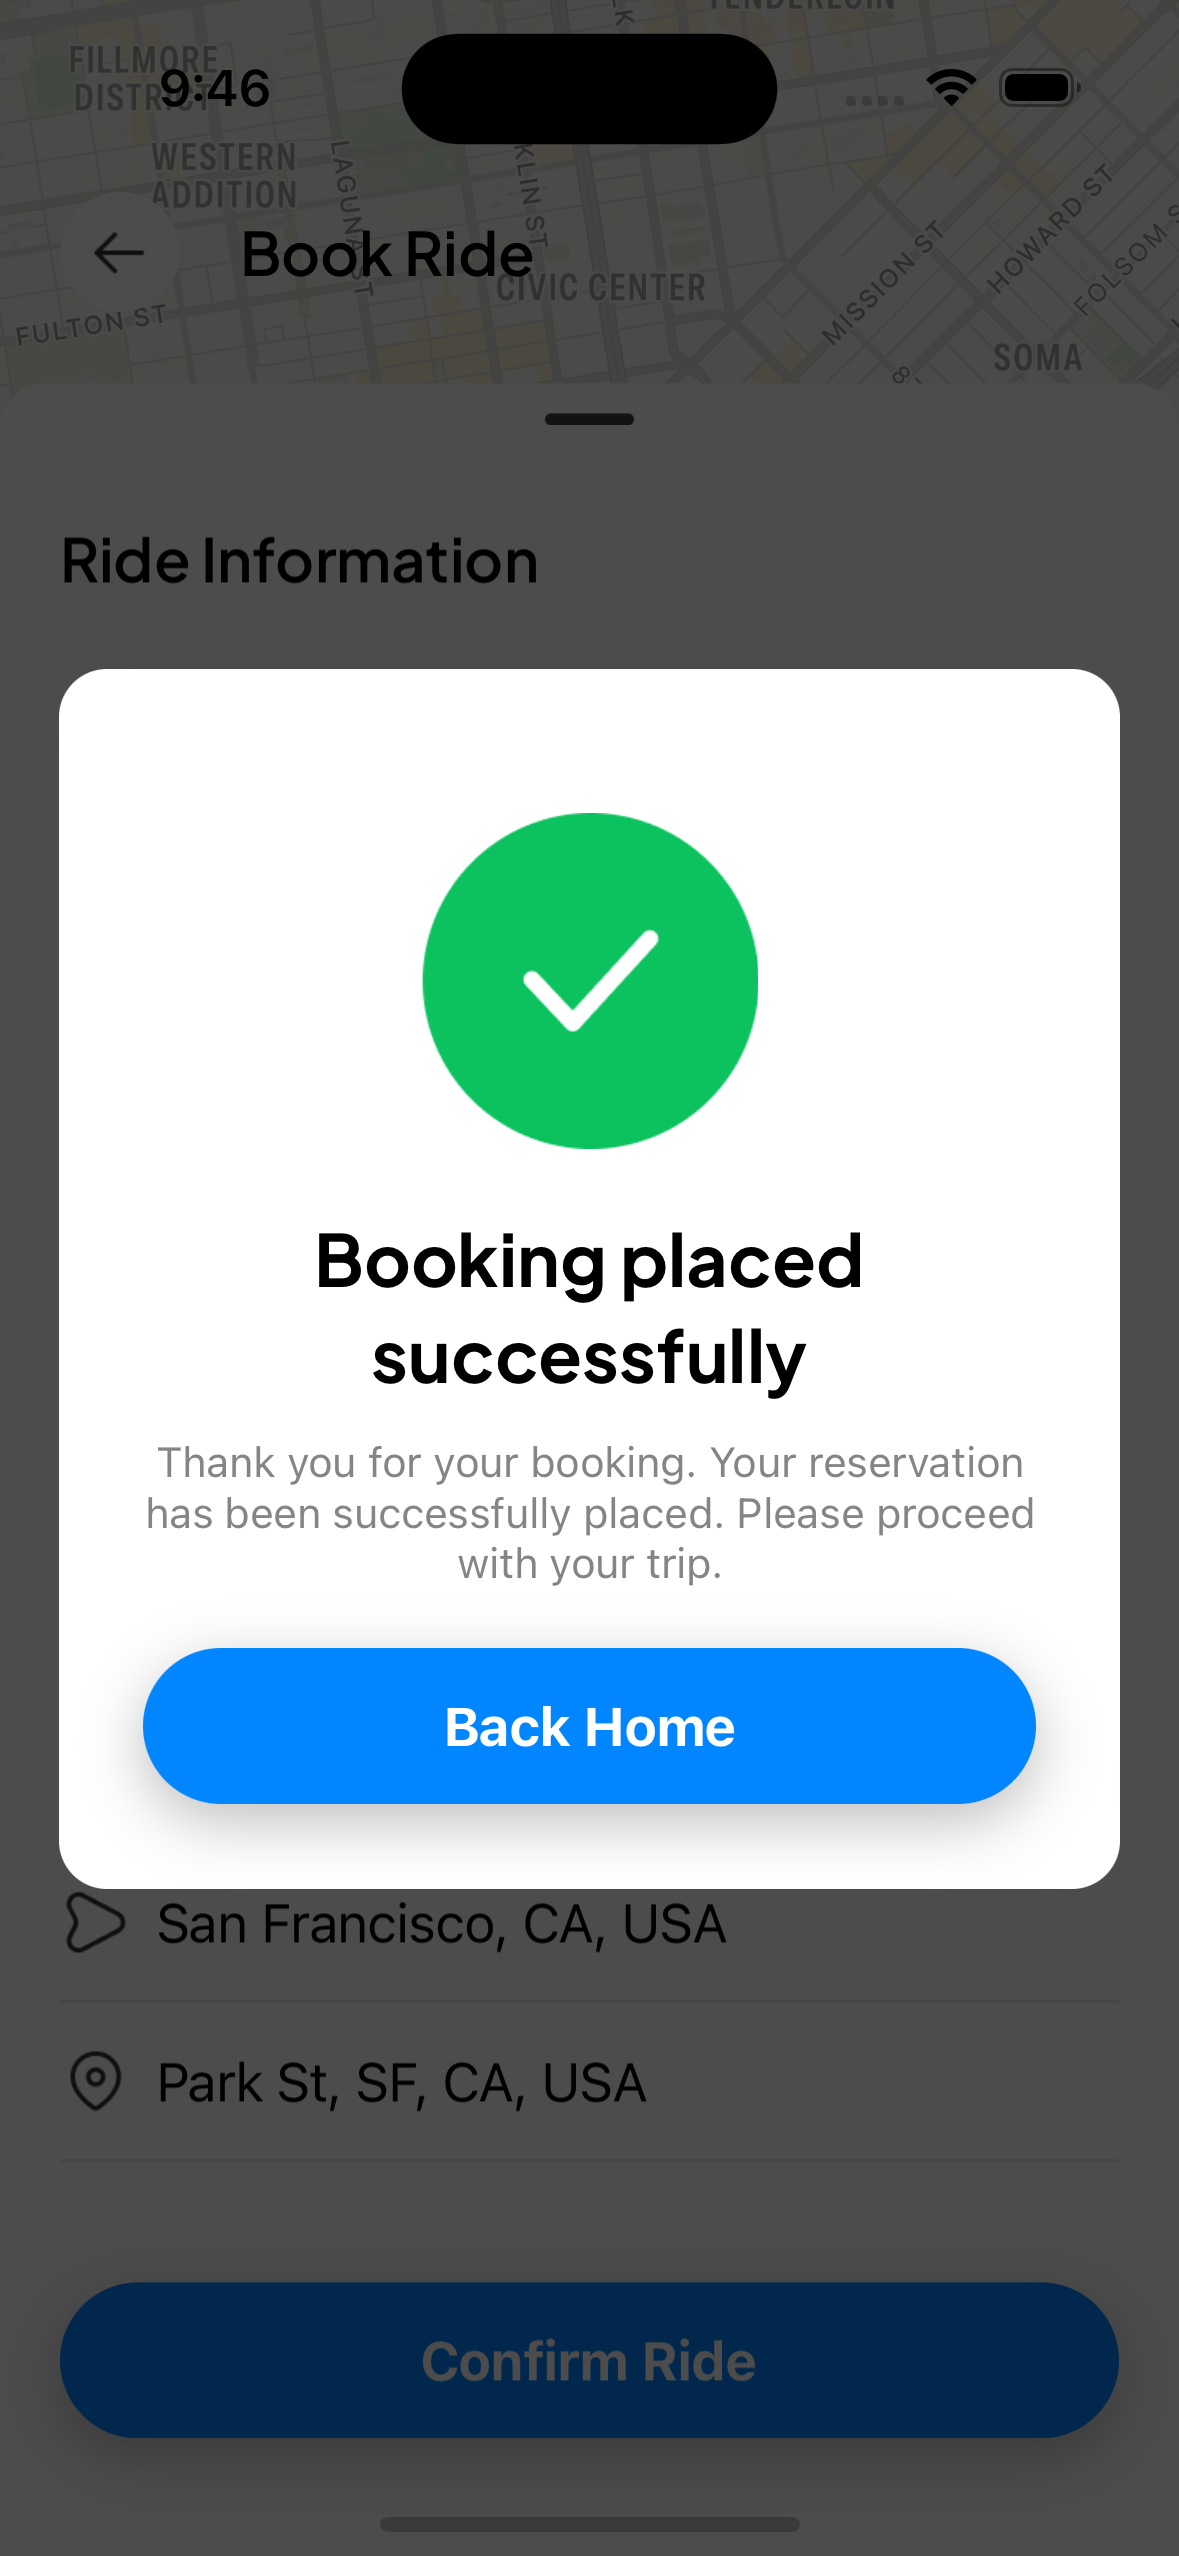 TENDERLOIN
FILLMORE
DISTRICT
9:46
WESTERN
ADDITION
LAGUNA ST
KLIN ST
HOWARD ST
MISSION ST
FOLSOM S
Book Ride
CIVIC CENTER
FULTON ST
SOMA
Ride Information
Booking placed
successfully
Thank you for your booking. Your reservation
has been successfully placed. Please proceed
with your trip.
Back Home
San Francisco, CA, USA
Park St, SF, CA, USA
Confirm Ride